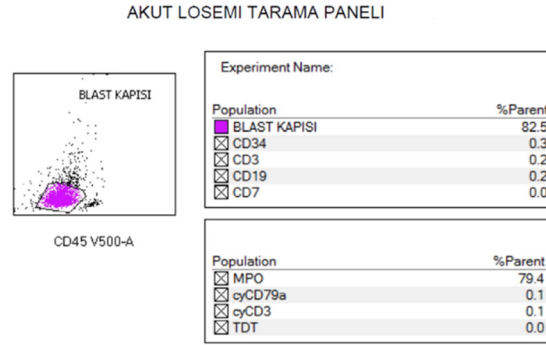 AKUT LOSEMI TARAMA PANELI
BLAST KAPISI
CD45 V500-A
Experiment Name:
Population %Parent
BLAST KAPISI 82.5
CD34 0.3
CD3 0.2
CD19 0.2
CD7 0.0
Population %Parent
MPO 79.4
cyCD79a 0.1
cyCD3 0.1
TDT 0.0